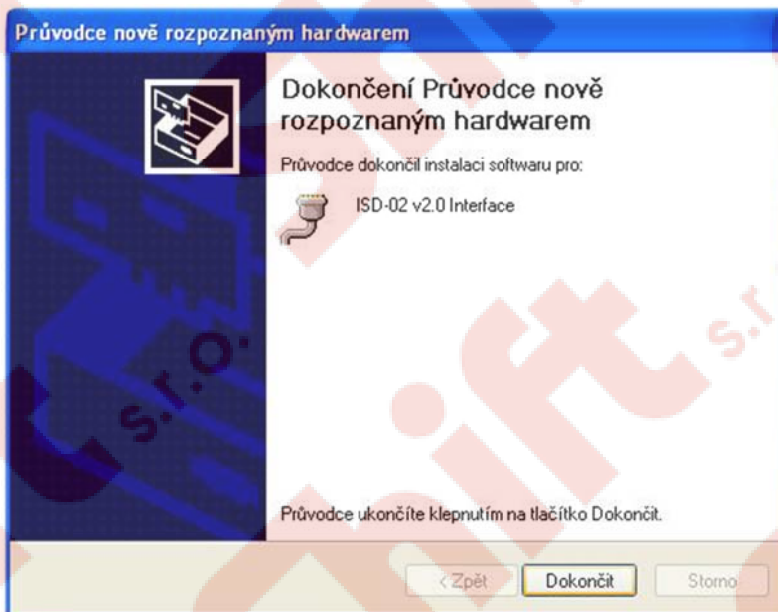 Průvodce nově rozpoznaným hardwarem
Dokončení Průvodce nově
rozpoznaným hardwarem
Průvodce dokončil instalaci softwaru pro:
ISD-02 v2.0 Interface
Průvodce ukončíte klepnutím na tlačítko Dokončit.
< Zpět
Dokončit
Storno
s.r.o.